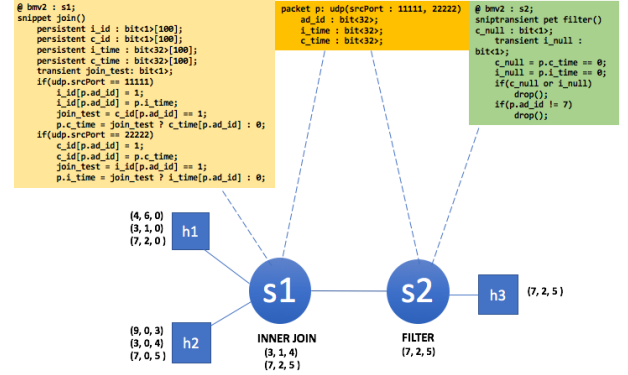 @ bmv2 : s1;
snippet join()
persistent i_id : bit<1>[100];
persistent c_id : bit<1>[100];
persistent i_time : bit<32>[100];
persistent c_time : bit<32>[100];
transient join_test: bit<1>;
if(udp.srcPort == 11111)
i_id[p.ad_id] = 1;
i_id[p.ad_id] = p.i_time;
join_test = c_id[p.ad_id] == 1;
p.c_time = join_test ? c_time[p.ad_id] : 0;
if(udp.srcPort == 22222)
c_id[p.ad_id] = 1;
c_id[p.ad_id] = p.c_time;
join_test = i_id[p.ad_id] == 1;
p.i_time = join_test ? i_time[p.ad_id] : 0;
packet p: udp(srcPort : 11111, 22222)
ad_id : bit<32>;
i_time : bit<32>;
c_time : bit<32>;
@ bmv2 : s2;
sniptransient pet filter()
c_null : bit<1>;
transient i_null :
bit<1>;
c_null = p.c_time == 0;
i_null = p.i_time == 0;
if(c_null or i_null)
drop();
if(p.ad_id != 7)
drop();
(4, 6, 0)
(3, 1, 0)
(7, 2, 0 )
h1
s1
s2
h3
(7, 2, 5 )
(9, 0, 3)
(3, 0, 4)
(7, 0, 5 )
h2
INNER JOIN
(3, 1, 4)
(7, 2, 5 )
FILTER
(7, 2, 5)